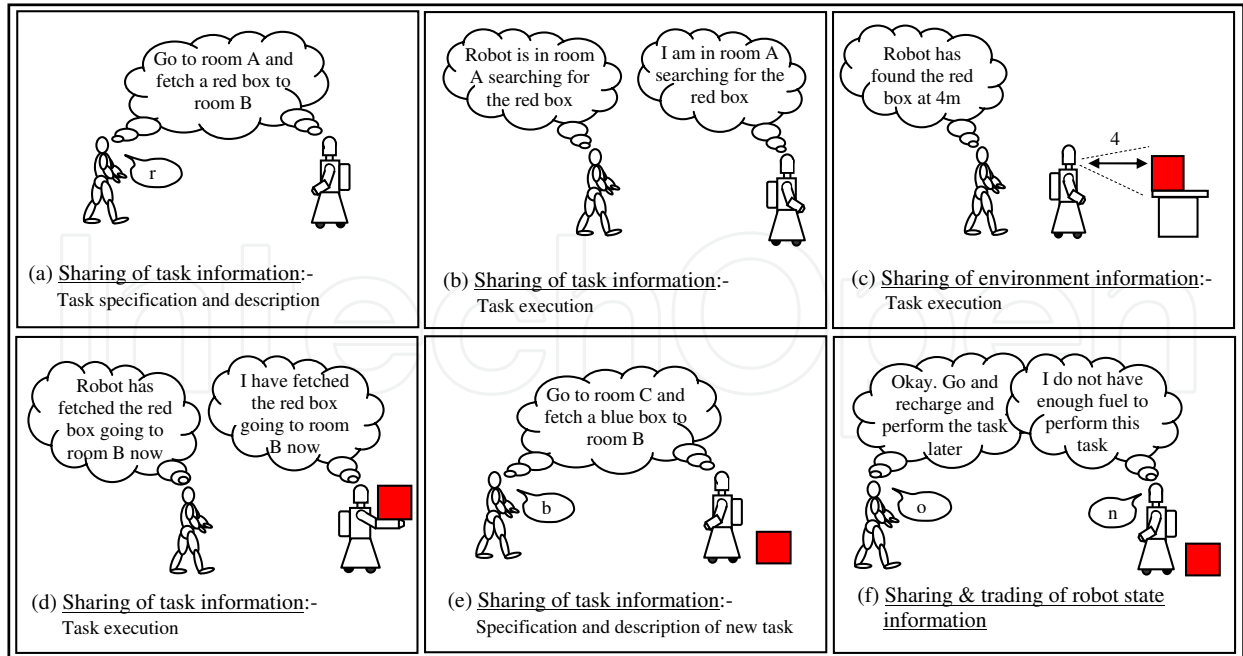 Go to room A and
fetch a red box to
room B
r
(a) Sharing of task information:-
Task specification and description
Robot is in room
A searching for
the red box
I am in room A
searching for the
red box
(b) Sharing of task information:-
Task execution
Robot has
found the red
box at 4m
4
(c) Sharing of environment information:-
Task execution
Robot has
fetched the red
box going to
room B now
I have fetched
the red box
going to room
B now
(d) Sharing of task information:-
Task execution
Go to room C and
fetch a blue box to
room B
b
(e) Sharing of task information:-
Specification and description of new task
Okay. Go and
recharge and
perform the task
later
I do not have
enough fuel to
perform this
task
o
n
(f) Sharing & trading of robot state
information
IntechOpen